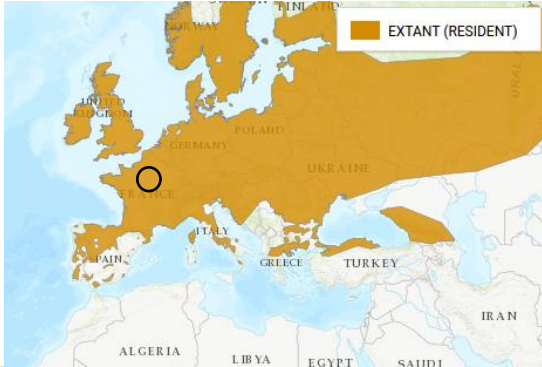 NORWAY
FINLAND
EXTANT (RESIDENT)
URAL
UNITED
KINGDOM
POLAND
GERMANY
UKRAINE
FRANCE
ITALY
SPAIN
GREECE
TURKEY
IRAN
ALGERIA
LIBYA
EGYPT
SAUDI